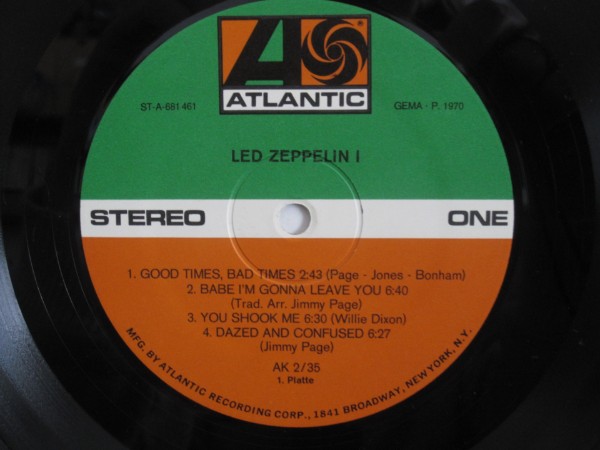 A
®
ATLANTIC
ST-A-681 461
GEMA · P. 1970
LED ZEPPELIN I
STEREO
ONE
1. GOOD TIMES, BAD TIMES 2:43 (Page - Jones - Bonham)
2. BABE I'M GONNA LEAVE YOU 6:40
(Trad. Arr. Jimmy Page)
3. YOU SHOOK ME 6:30 (Willie Dixon)
4. DAZED AND CONFUSED 6:27
(Jimmy Page)
AK 2/35
1. Platte
MFG. BY ATLANTIC RECORDING CORP., 1841 BROADWAY, NEW YORK, N.Y.